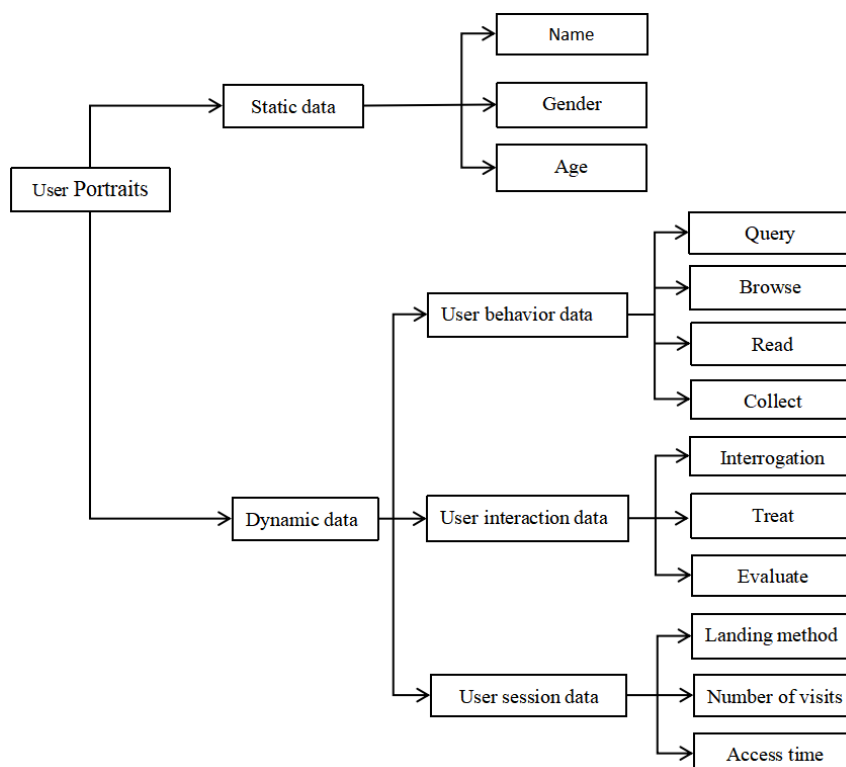 Name
Static data
Gender
Age
User Portraits
Query
Browse
User behavior data
Read
Collect
Interrogation
Dynamic data
User interaction data
Treat
Evaluate
Landing method
User session data
Number of visits
Access time